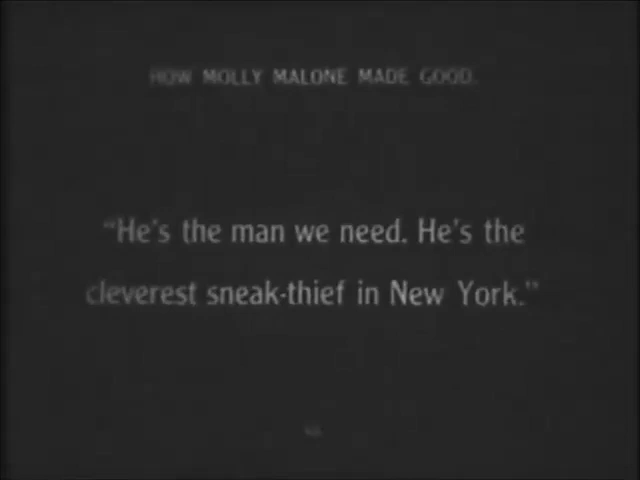 HOW MOLLY MALONE MADE GOOD.
"He's the man we need. He's the
cleverest sneak-thief in New York."